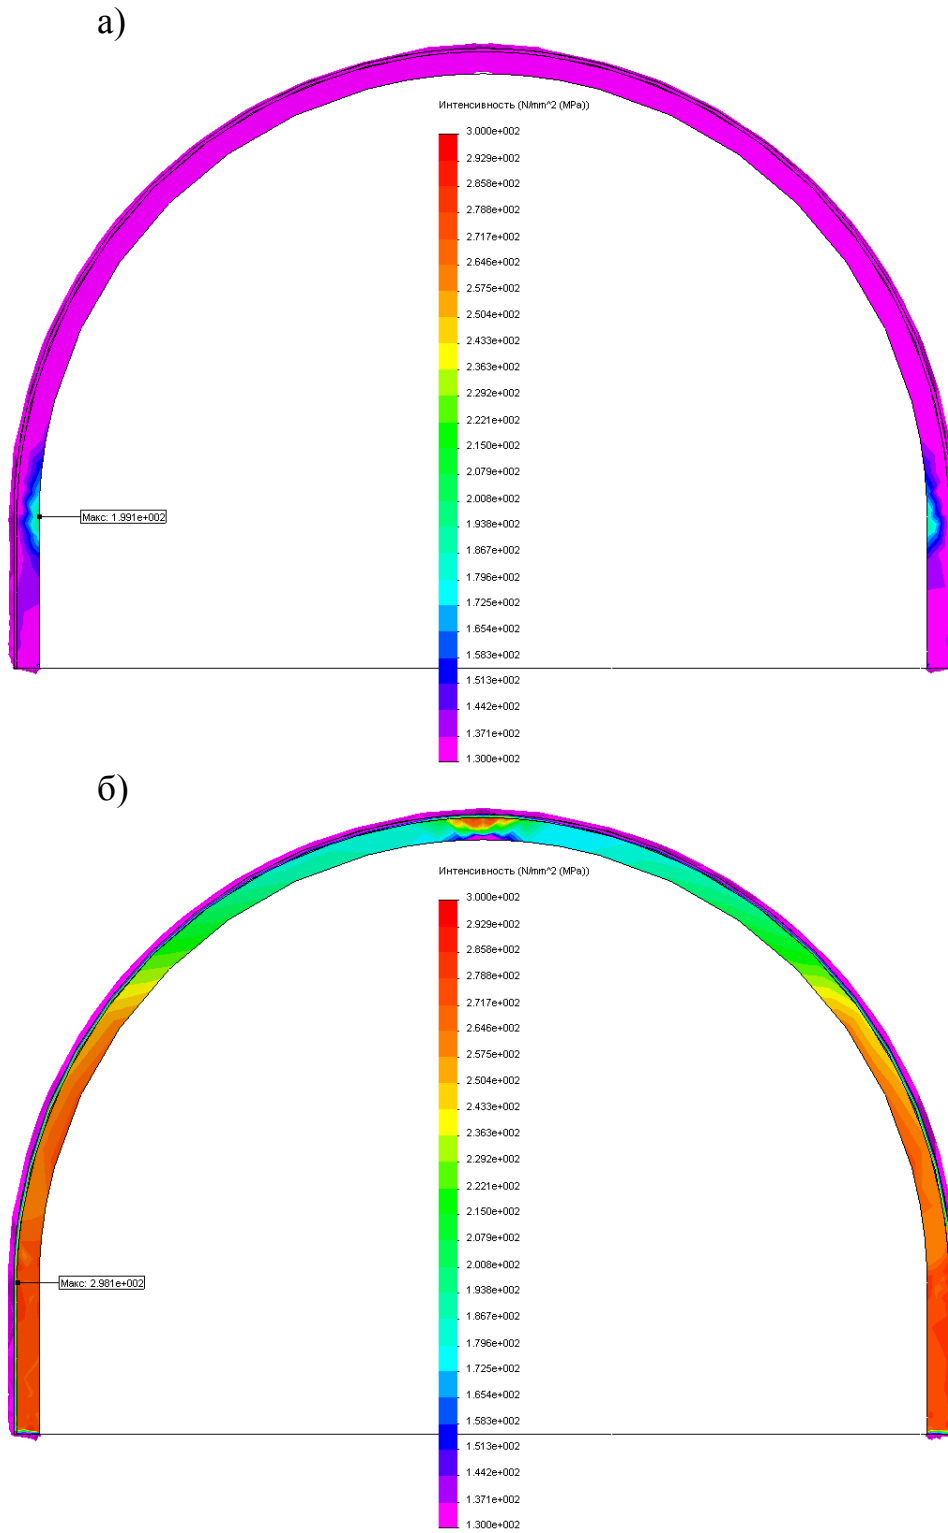 а)
Интенсивность (N/mm^2 (MPa))
3.000e+002
2.929e+002
2.858e+002
2.788e+002
2.717e+002
2.646e+002
2.575e+002
2.504e+002
2.433e+002
2.363e+002
2.292e+002
2.221e+002
2.150e+002
2.079e+002
2.008e+002
1.938e+002
1.867e+002
1.796e+002
1.725e+002
1.654e+002
1.583e+002
1.513e+002
1.442e+002
1.371e+002
1.300e+002
Макс: 1.991e+002
б)
Интенсивность (N/mm^2 (MPa))
3.000e+002
2.929e+002
2.858e+002
2.788e+002
2.717e+002
2.646e+002
2.575e+002
2.504e+002
2.433e+002
2.363e+002
2.292e+002
2.221e+002
2.150e+002
2.079e+002
2.008e+002
1.938e+002
1.867e+002
1.796e+002
1.725e+002
1.654e+002
1.583e+002
1.513e+002
1.442e+002
1.371e+002
1.300e+002
Макс: 2.981e+002